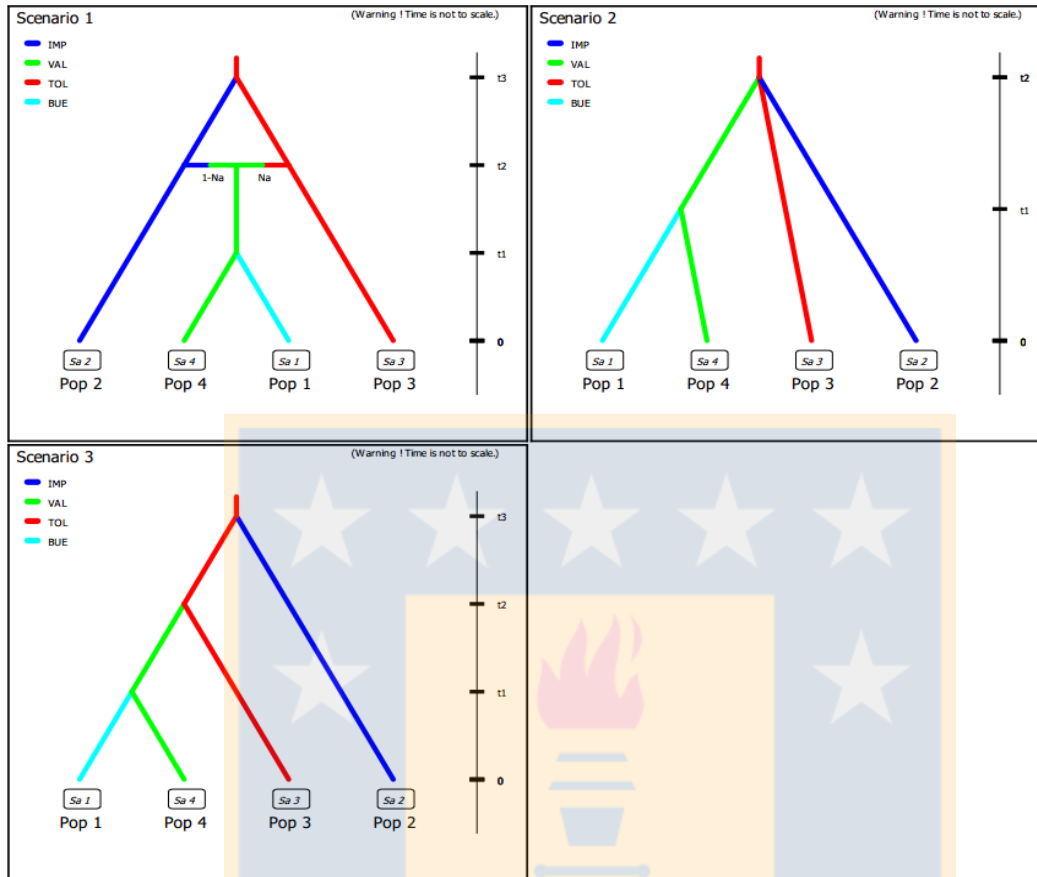 Scenario 1
(Warning ! Time is not to scale.)
IMP
VAL
TOL
BUE
t3
t2
1-Na Na
t1
0
Sa 2 Sa 4 Sa 1 Sa 3
Pop 2 Pop 4 Pop 1 Pop 3
Scenario 2
(Warning ! Time is not to scale.)
IMP
VAL
TOL
BUE
t2
t1
0
Sa 1 Sa 4 Sa 3 Sa 2
Pop 1 Pop 4 Pop 3 Pop 2
Scenario 3
(Warning ! Time is not to scale.)
IMP
VAL
TOL
BUE
t3
t2
t1
0
Sa 1 Sa 4 Sa 3 Sa 2
Pop 1 Pop 4 Pop 3 Pop 2